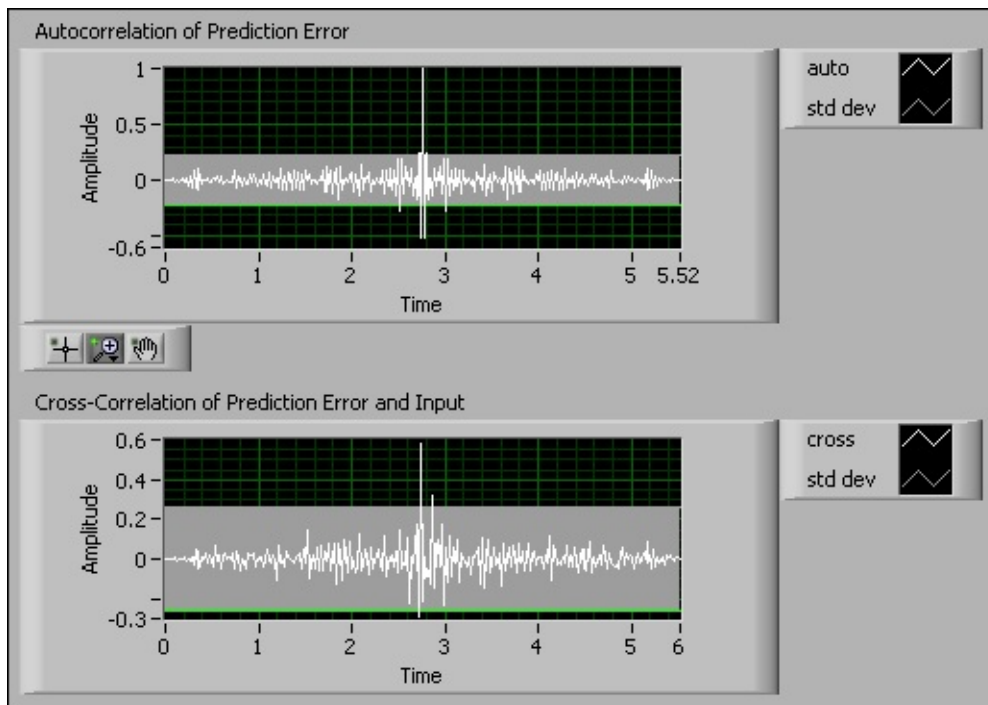 Autocorrelation of Prediction Error
auto
std dev
Amplitude
1
0.5
0
-0.6
0 1 2 3 4 5 5.52
Time
Cross-Correlation of Prediction Error and Input
cross
std dev
Amplitude
0.6
0.4
0.2
0
-0.3
0 1 2 3 4 5 6
Time